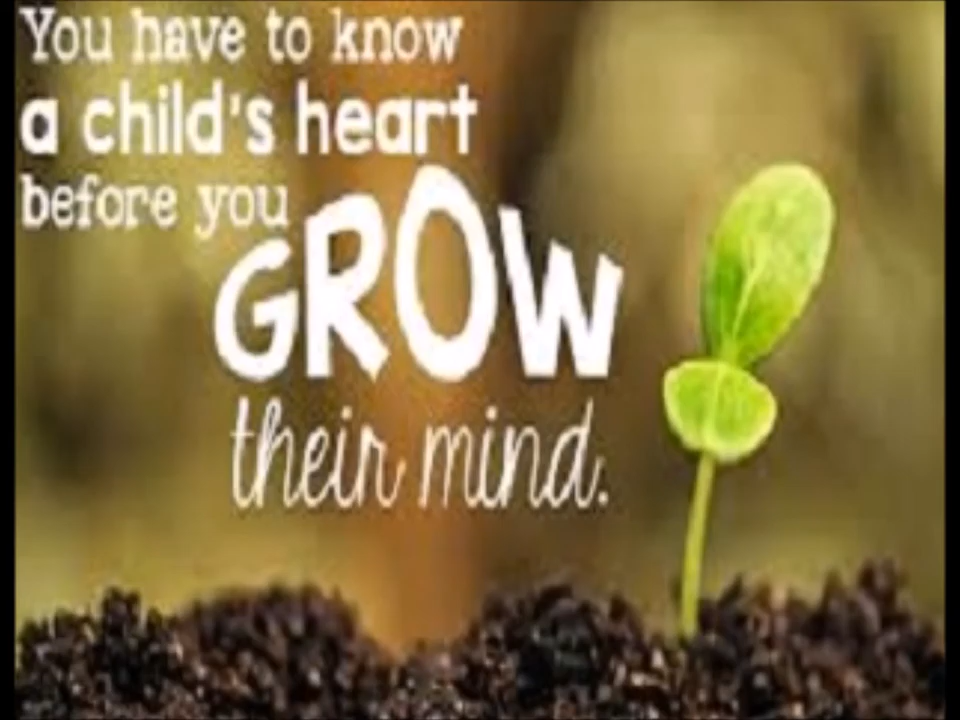 You have to know
a child's heart
before you
GROW
their mind.